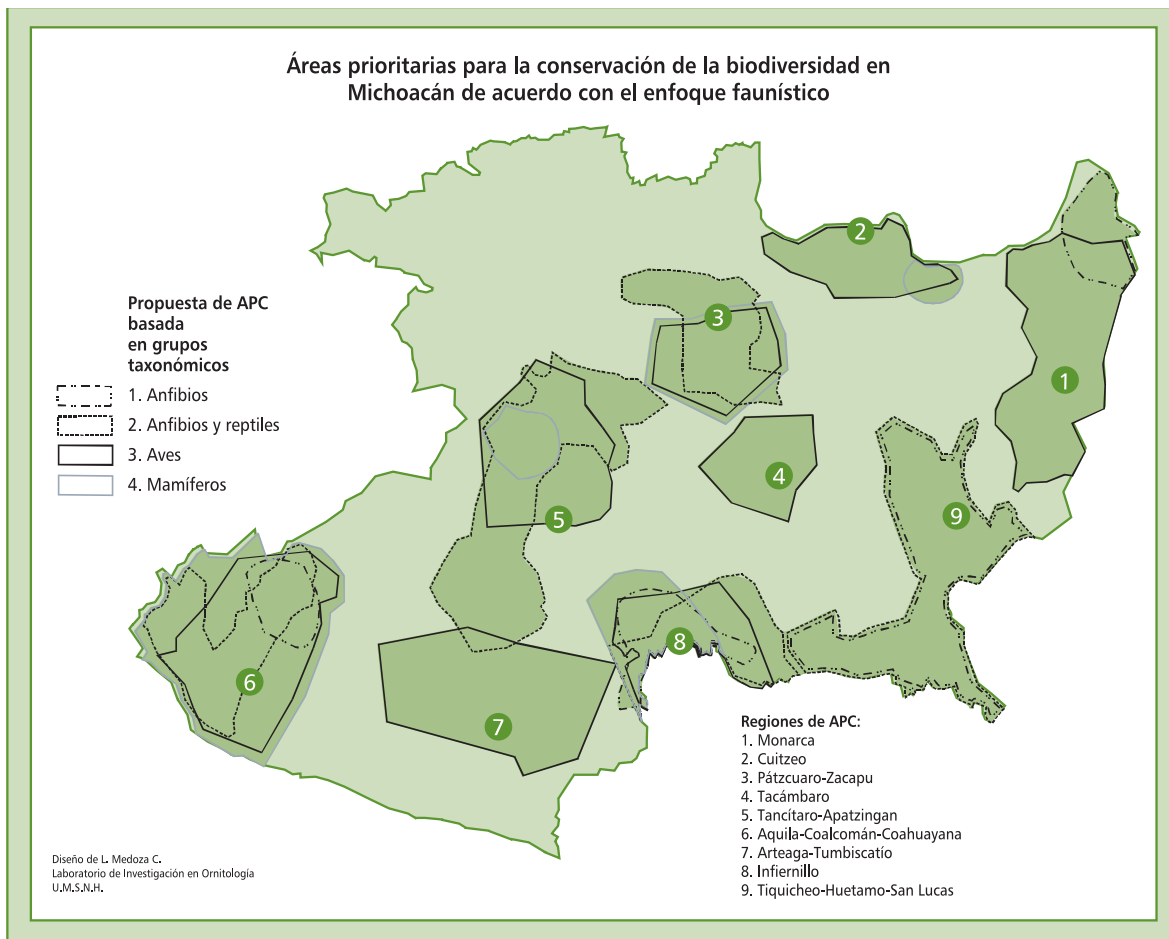 Áreas prioritarias para la conservación de la biodiversidad en
Michoacán de acuerdo con el enfoque faunístico
Propuesta de APC
basada
en grupos
taxonómicos
1. Anfibios
2. Anfibios y reptiles
3. Aves
4. Mamíferos
2
3
1
4
5
9
8
6
7
Regiones de APC:
1. Monarca
2. Cuitzeo
3. Pátzcuaro-Zacapu
4. Tacámbaro
5. Tancítaro-Apatzingan
6. Aquila-Coalcomán-Coahuayana
7. Arteaga-Tumbiscatío
8. Infiernillo
9. Tiquicheo-Huetamo-San Lucas
Diseño de L. Medoza C.
Laboratorio de Investigación en Ornitología
U.M.S.N.H.